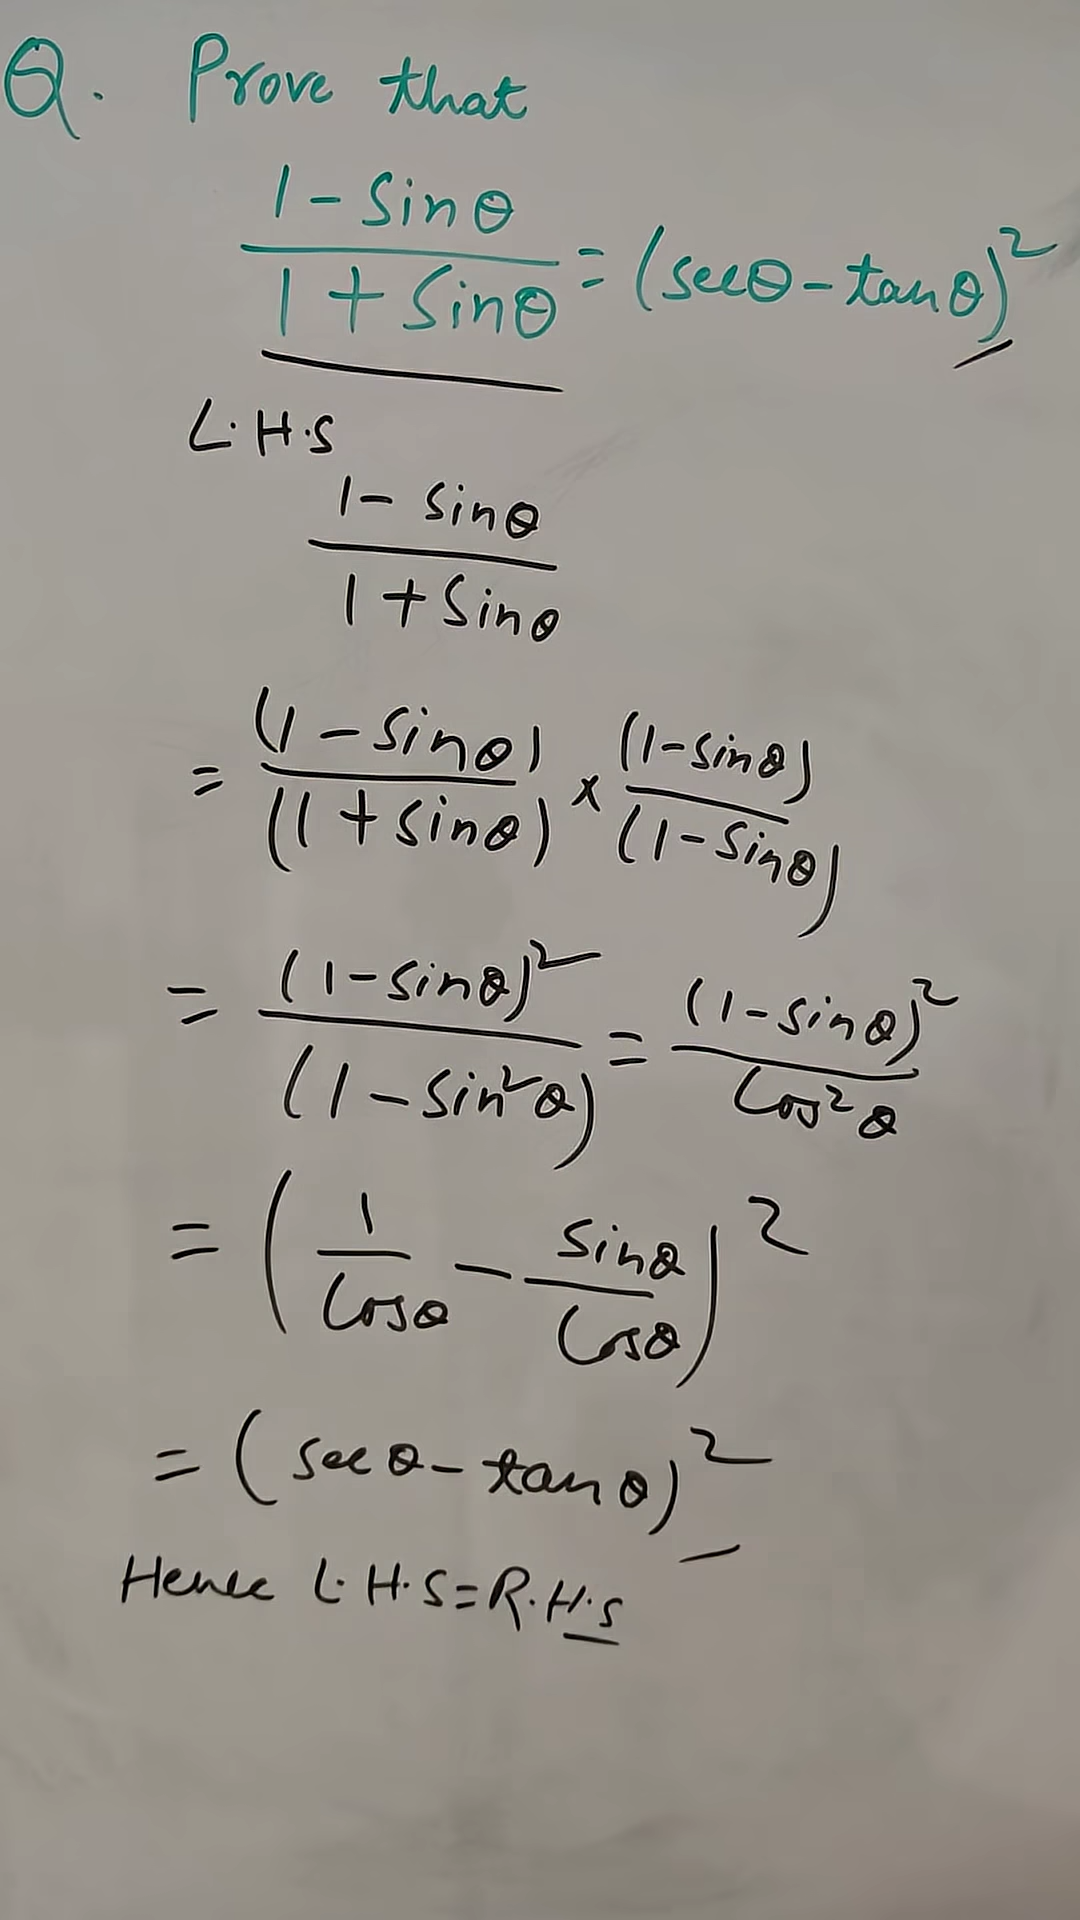 Q. Prove that
1 - Sinθ / 1 + Sinθ = (secθ - tanθ)²
L.H.S
1 - Sinθ / 1 + Sinθ
= (1 - Sinθ) / (1 + Sinθ) × (1 - Sinθ) / (1 - Sinθ)
= (1 - Sinθ)² / (1 - Sin²θ) = (1 - Sinθ)² / Cos²θ
= (1 / Cosθ - Sinθ / Cosθ)²
= (secθ - tanθ)²
Hence L.H.S = R.H.S